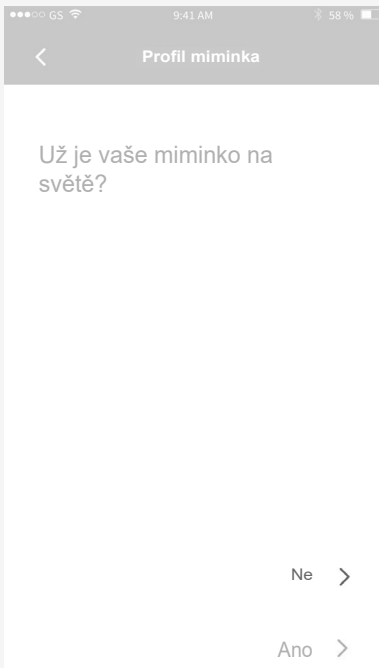 GS 9:41 AM 58 %
Profil miminka
Už je vaše miminko na
světě?
Ne
Ano